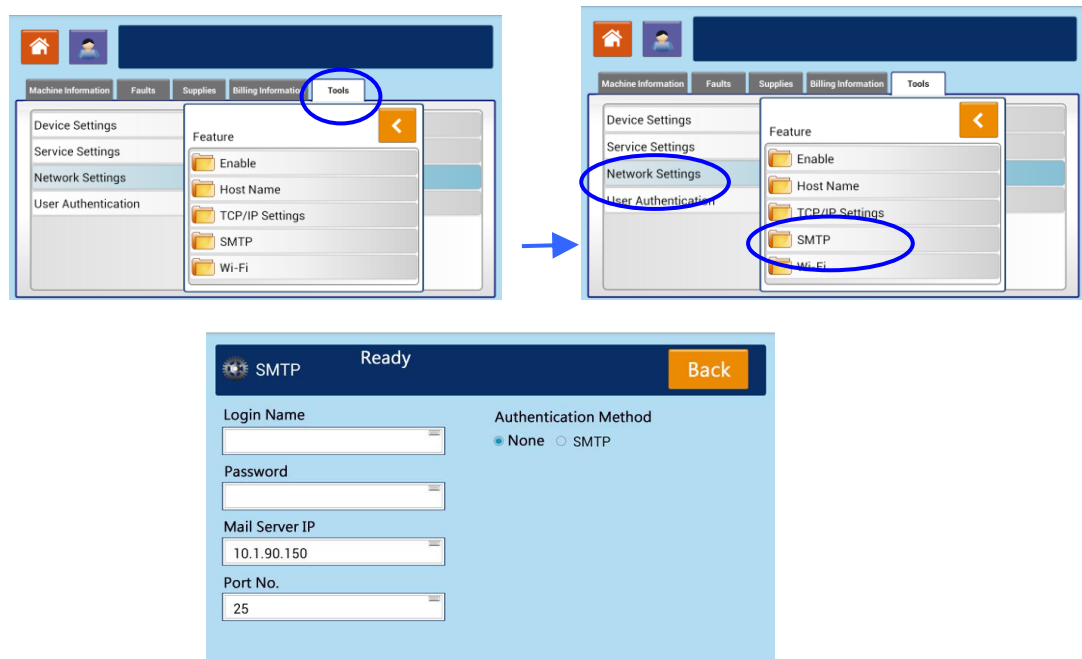 Machine Information Faults Supplies Billing Information Tools
Device Settings
Service Settings
Network Settings
User Authentication
Feature
Enable
Host Name
TCP/IP Settings
SMTP
Wi-Fi
Machine Information Faults Supplies Billing Information Tools
Device Settings
Service Settings
Network Settings
User Authentication
Feature
Enable
Host Name
TCP/IP Settings
SMTP
Wi-Fi
SMTP Ready Back
Login Name
Password
Mail Server IP
10.1.90.150
Port No.
25
Authentication Method
None SMTP